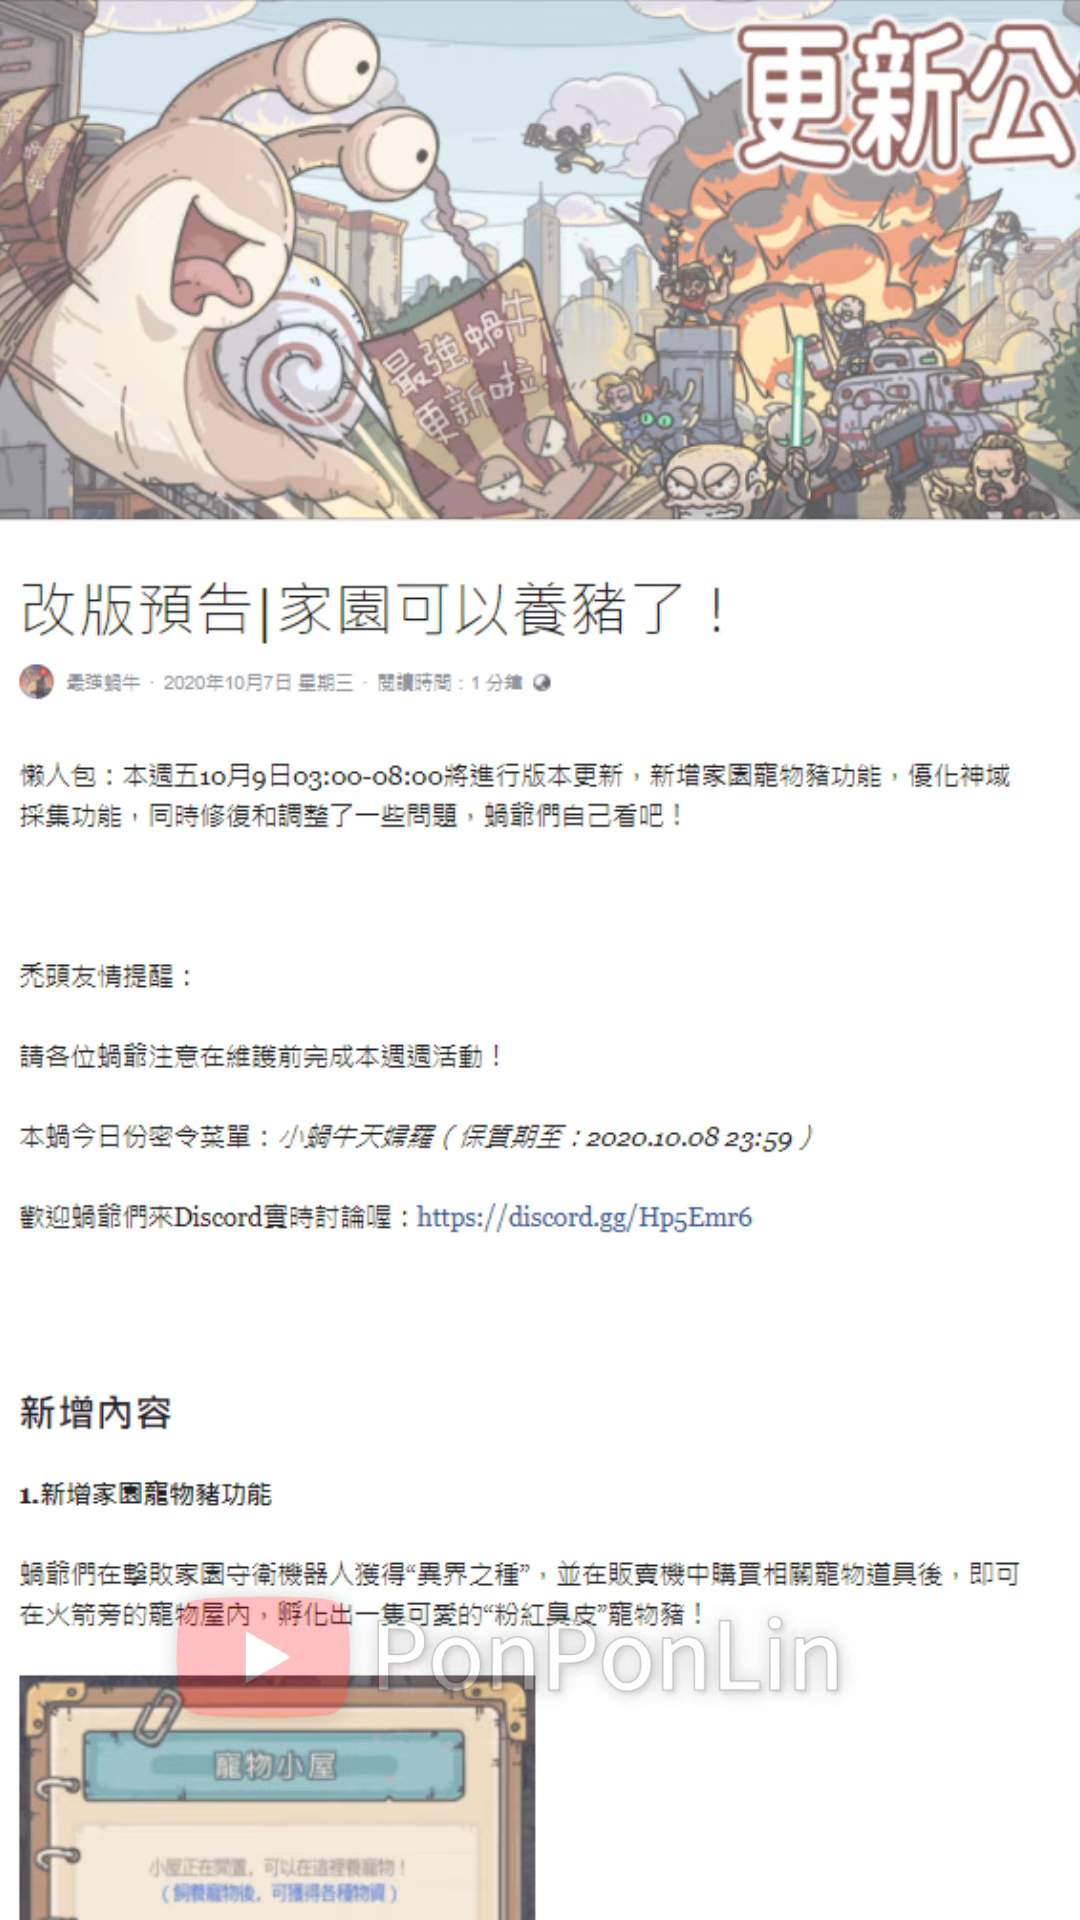 更新公
最強蝸牛
更新啦!
改版預告|家園可以養豬了！
最強蝸牛 · 2020年10月7日 星期三 · 閱讀時間：1 分鐘
懶人包：本週五10月9日03:00-08:00將進行版本更新，新增家園寵物豬功能，優化神域
採集功能，同時修復和調整了一些問題，蝸爺們自己看吧！
禿頭友情提醒：
請各位蝸爺注意在維護前完成本週週活動！
本蝸今日份密令菜單：小蝸牛天婦羅（保質期至：2020.10.08 23:59）
歡迎蝸爺們來Discord實時討論喔：https://discord.gg/Hp5Emr6
新增內容
1.新增家園寵物豬功能
蝸爺們在擊敗家園守衛機器人獲得“異界之種”，並在販賣機中購買相關寵物道具後，即可
在火箭旁的寵物屋內，孵化出一隻可愛的“粉紅臭皮”寵物豬！
PonPonLin
寵物小屋
小屋正在閒置，可以在這裡養寵物！
（飼養寵物後，可獲得各種物資）